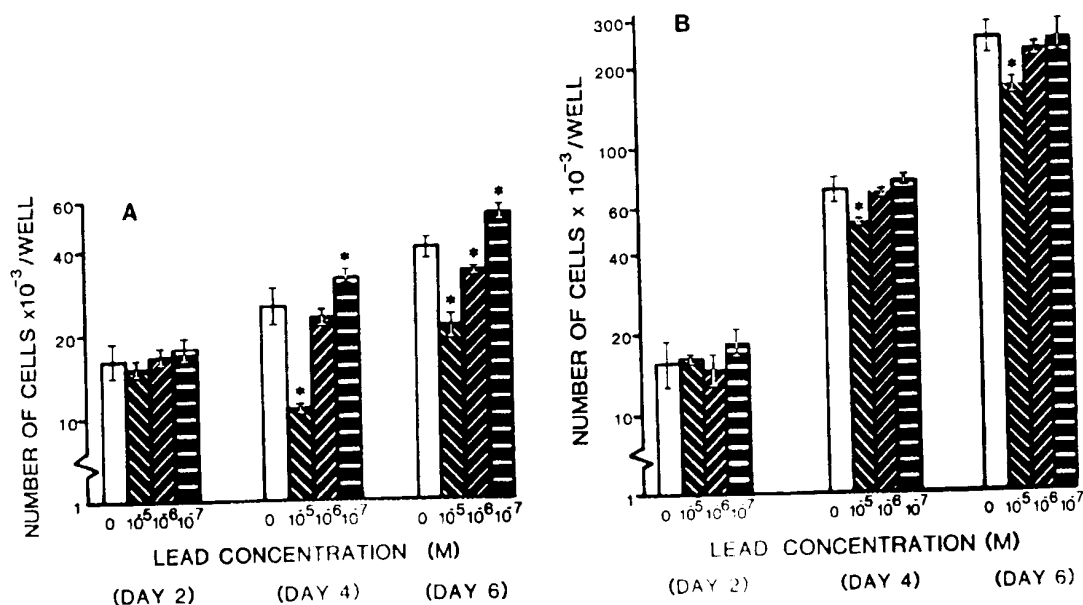 A
NUMBER OF CELLS x10⁻³/WELL
60
40
20
10
1
* * * * *
0 10⁻⁵ 10⁻⁶ 10⁻⁷ 0 10⁻⁵ 10⁻⁶ 10⁻⁷ 0 10⁻⁵ 10⁻⁶ 10⁻⁷
LEAD CONCENTRATION (M)
(DAY 2) (DAY 4) (DAY 6)
B
NUMBER OF CELLS x 10⁻³/WELL
300
200
100
60
40
20
10
1
* *
0 10⁻⁵ 10⁻⁶ 10⁻⁷ 0 10⁻⁵ 10⁻⁶ 10⁻⁷ 0 10⁻⁵ 10⁻⁶ 10⁻⁷
LEAD CONCENTRATION (M)
(DAY 2) (DAY 4) (DAY 6)